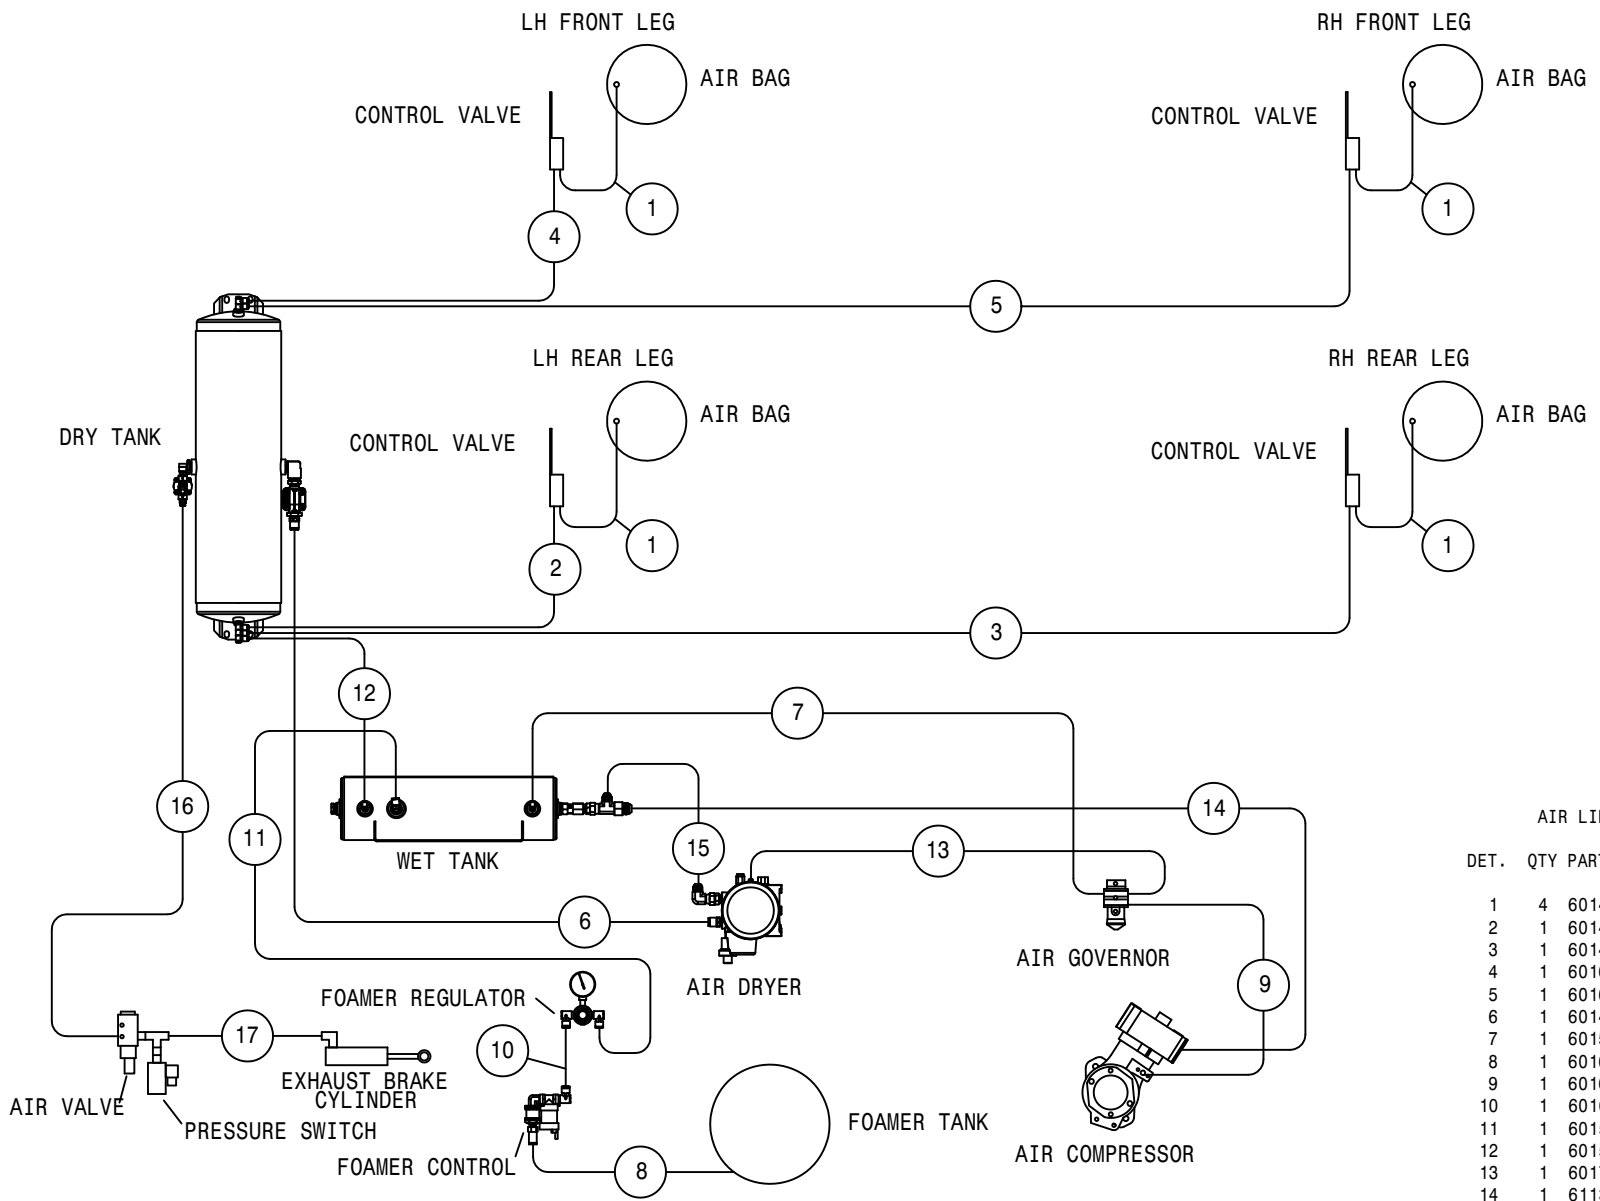 LH FRONT LEG
RH FRONT LEG
AIR BAG
AIR BAG
CONTROL VALVE
CONTROL VALVE
1
1
4
5
LH REAR LEG
RH REAR LEG
AIR BAG
AIR BAG
DRY TANK
CONTROL VALVE
CONTROL VALVE
1
1
2
3
12
7
16
14
11
15
13
WET TANK
6
AIR GOVERNOR
AIR DRYER
9
FOAMER REGULATOR
17
10
EXHAUST BRAKE
CYLINDER
AIR VALVE
PRESSURE SWITCH
FOAMER CONTROL
8
FOAMER TANK
AIR COMPRESSOR
AIR
DET. QTY
1 4
2 1
3 1
4 1
5 1
6 1
7 1
8 1
9 1
10 1
11 1
12 1
13 1
14 1